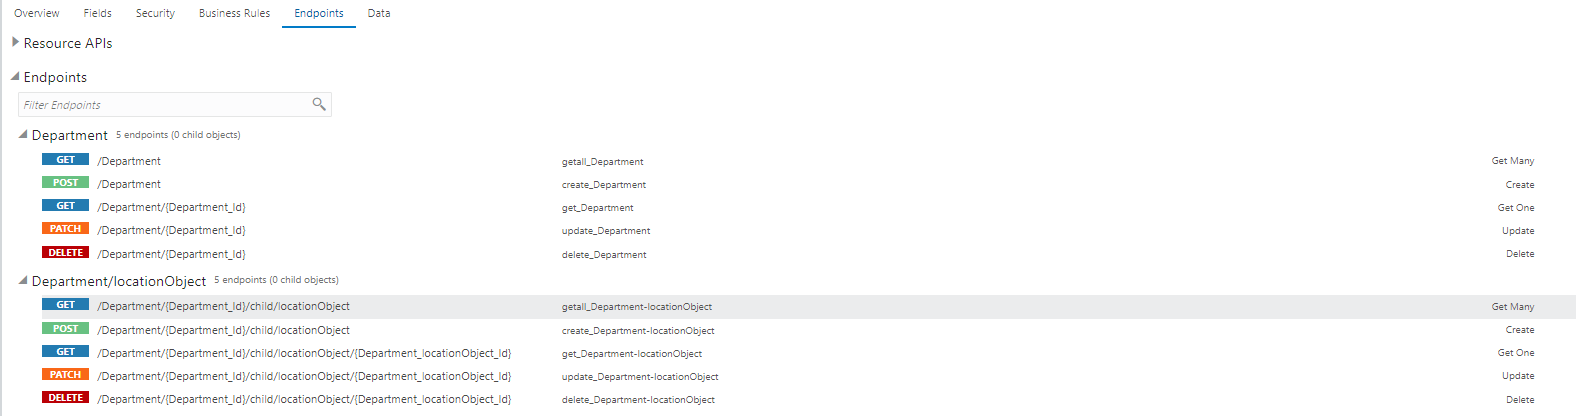 Overview Fields Security Business Rules Endpoints Data
Resource APIs
Endpoints
Filter Endpoints
Department 5 endpoints (0 child objects)
GET /Department getall_Department Get Many
POST /Department create_Department Create
GET /Department/{Department_Id} get_Department Get One
PATCH /Department/{Department_Id} update_Department Update
DELETE /Department/{Department_Id} delete_Department Delete
Department/locationObject 5 endpoints (0 child objects)
GET /Department/{Department_Id}/child/locationObject getall_Department-locationObject Get Many
POST /Department/{Department_Id}/child/locationObject create_Department-locationObject Create
GET /Department/{Department_Id}/child/locationObject/{Department_locationObject_Id} get_Department-locationObject Get One
PATCH /Department/{Department_Id}/child/locationObject/{Department_locationObject_Id} update_Department-locationObject Update
DELETE /Department/{Department_Id}/child/locationObject/{Department_locationObject_Id} delete_Department-locationObject Delete